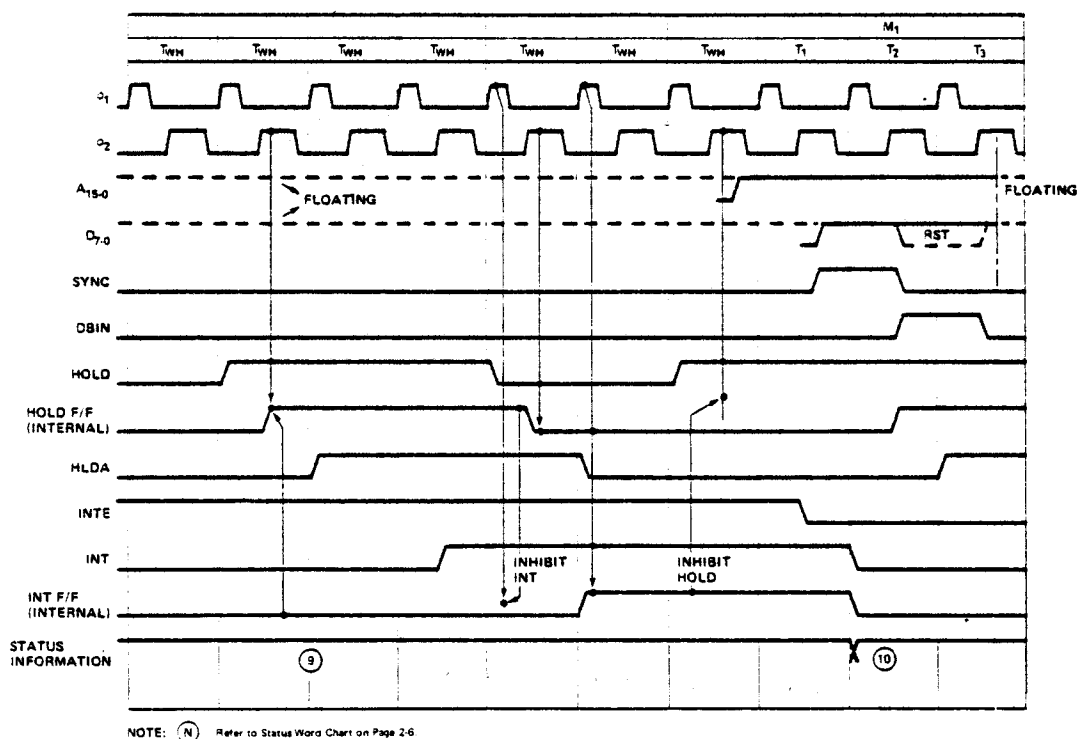 M1
TWH TWH TWH TWH TWH TWH TWH T1 T2 T3
φ1
φ2
A15-0
FLOATING
FLOATING
D7-0
RST
SYNC
DBIN
HOLD
HOLD F/F
(INTERNAL)
HLDA
INTE
INT
INHIBIT
INT
INHIBIT
HOLD
INT F/F
(INTERNAL)
STATUS
INFORMATION
9
10
NOTE: N Refer to Status Word Chart on Page 2-6.